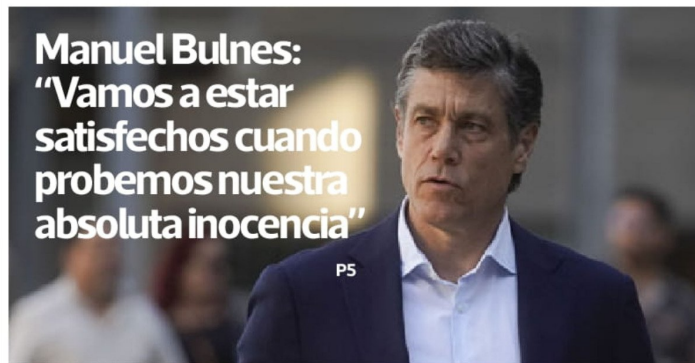 Manuel Bulnes:
“Vamos a estar
satisfechos cuando
probemos nuestra
absoluta inocencia”
P5